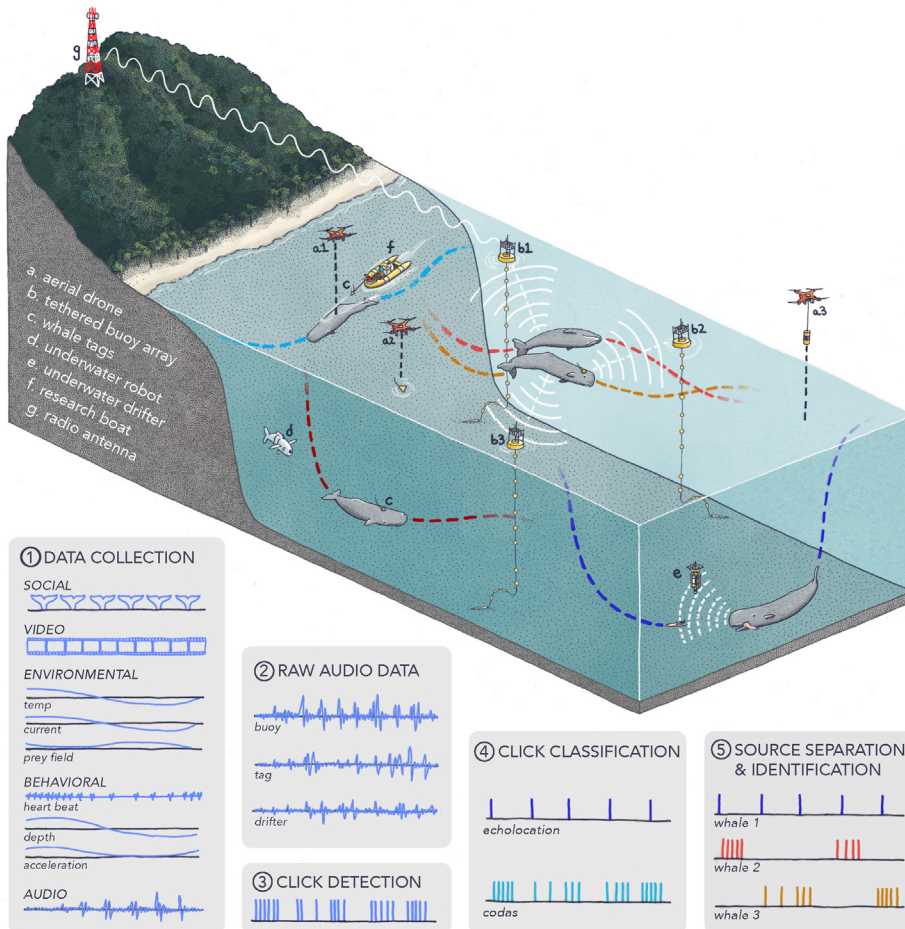 g
a1
f
b1
c
a2
b2
a3
a. aerial drone
b. tethered buoy array
c. whale tags
d. underwater robot
e. underwater drifter
f. research boat
g. radio antenna
d
b3
c
e
1 DATA COLLECTION
SOCIAL
VIDEO
ENVIRONMENTAL
temp
current
prey field
BEHAVIORAL
heart beat
depth
acceleration
AUDIO
2 RAW AUDIO DATA
buoy
tag
drifter
3 CLICK DETECTION
4 CLICK CLASSIFICATION
echolocation
codas
5 SOURCE SEPARATION
& IDENTIFICATION
whale 1
whale 2
whale 3